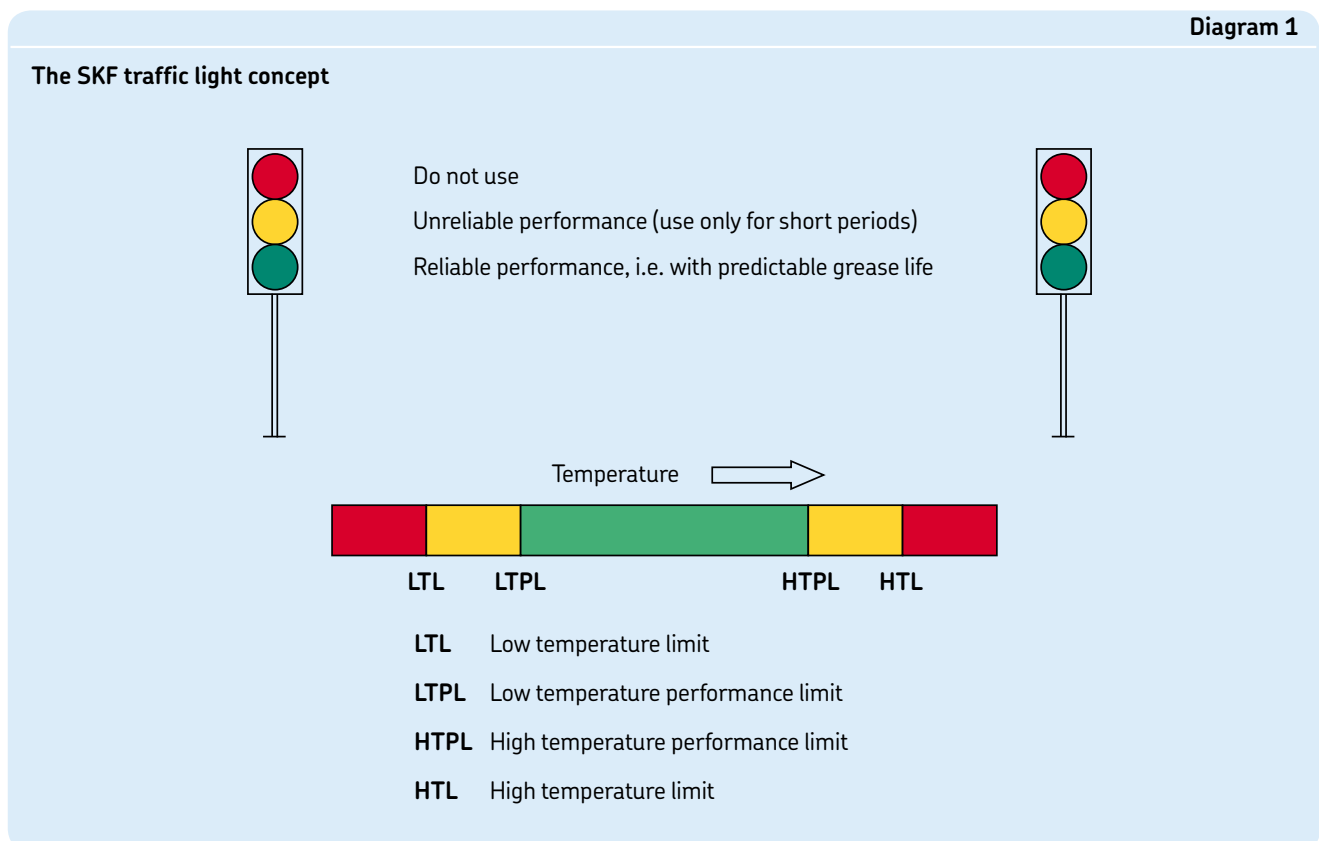 Diagram 1
The SKF traffic light concept
Do not use
Unreliable performance (use only for short periods)
Reliable performance, i.e. with predictable grease life
Temperature
LTL LTPL HTPL HTL
LTL Low temperature limit
LTPL Low temperature performance limit
HTPL High temperature performance limit
HTL High temperature limit